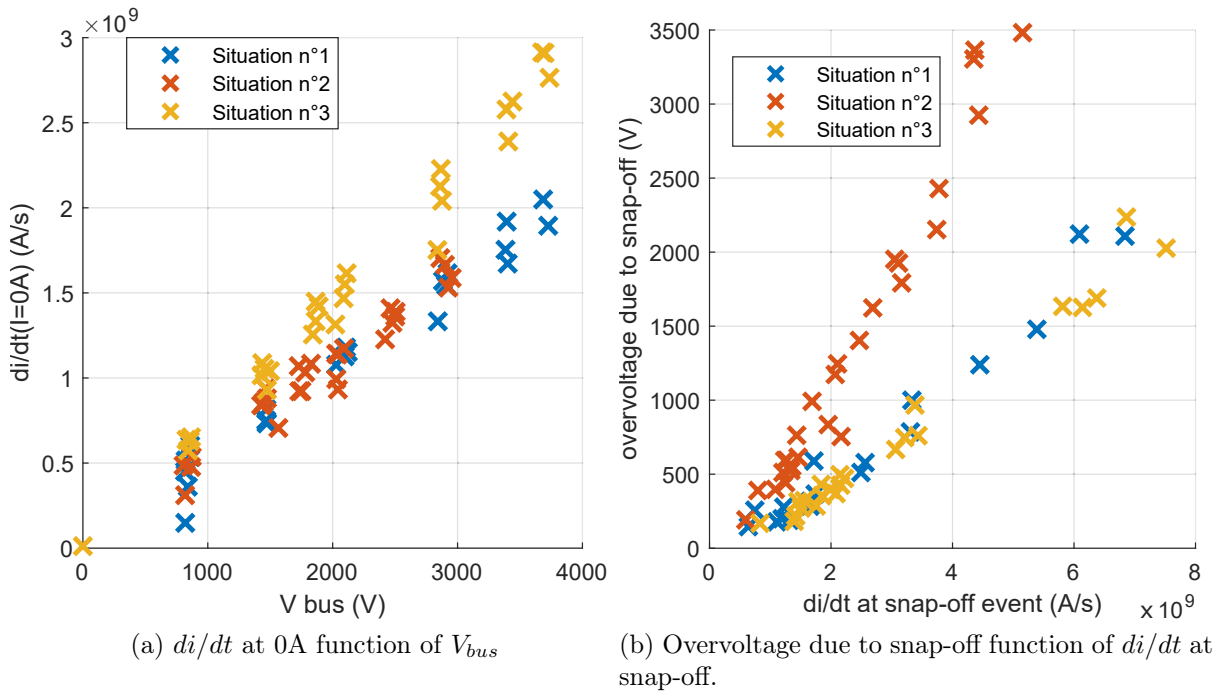 ×10^9
3
2.5
2
1.5
1
0.5
0
di/dt(I=0A) (A/s)
Situation n°1
Situation n°2
Situation n°3
0 1000 2000 3000 4000
V bus (V)
(a) di/dt at 0A function of V_bus
3500
3000
2500
2000
1500
1000
500
0
overvoltage due to snap-off (V)
Situation n°1
Situation n°2
Situation n°3
0 2 4 6 8
di/dt at snap-off event (A/s) × 10^9
(b) Overvoltage due to snap-off function of di/dt at
snap-off.